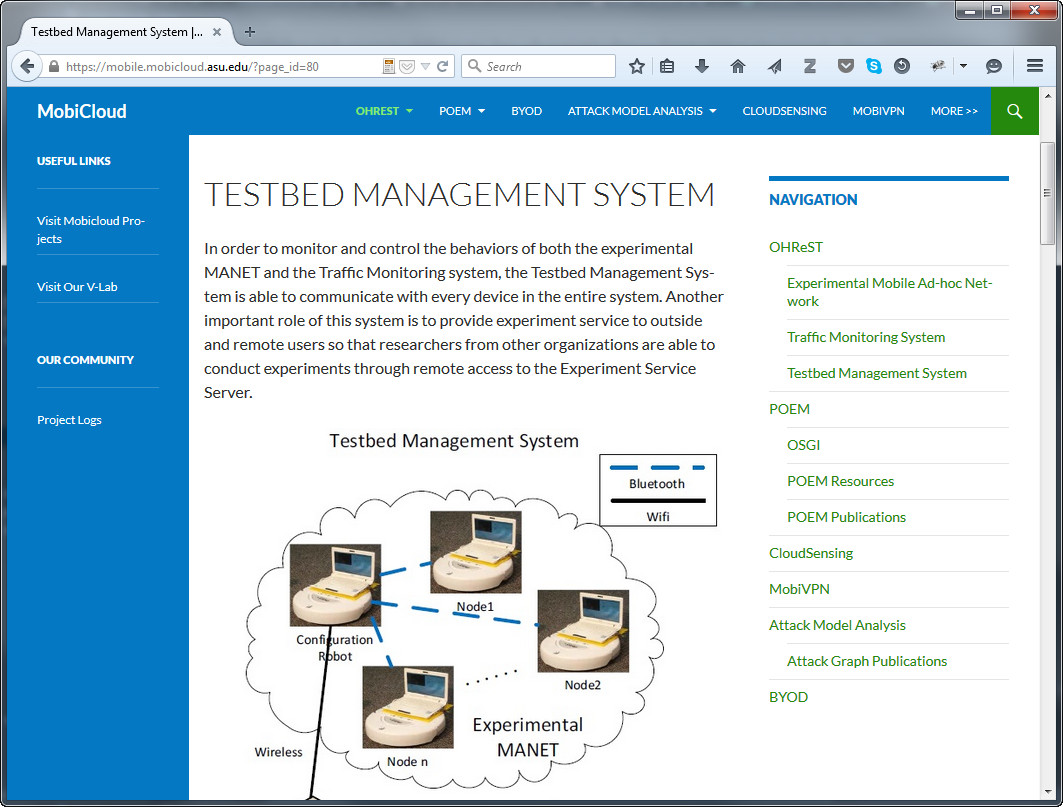 Testbed Management System |...
https://mobile.mobicloud.asu.edu/?page_id=80
Search
MobiCloud
OHREST
POEM
BYOD
ATTACK MODEL ANALYSIS
CLOUDSENSING
MOBIVPN
MORE >>
USEFUL LINKS
Visit Mobicloud Pro-
jects
Visit Our V-Lab
OUR COMMUNITY
Project Logs
TESTBED MANAGEMENT SYSTEM
In order to monitor and control the behaviors of both the experimental
MANET and the Traffic Monitoring system, the Testbed Management Sys-
tem is able to communicate with every device in the entire system. Another
important role of this system is to provide experiment service to outside
and remote users so that researchers from other organizations are able to
conduct experiments through remote access to the Experiment Service
Server.
Testbed Management System
Bluetooth
Wifi
Node1
Configuration
Robot
Node2
Experimental
MANET
Wireless
Node n
NAVIGATION
OHReST
Experimental Mobile Ad-hoc Net-
work
Traffic Monitoring System
Testbed Management System
POEM
OSGI
POEM Resources
POEM Publications
CloudSensing
MobiVPN
Attack Model Analysis
Attack Graph Publications
BYOD